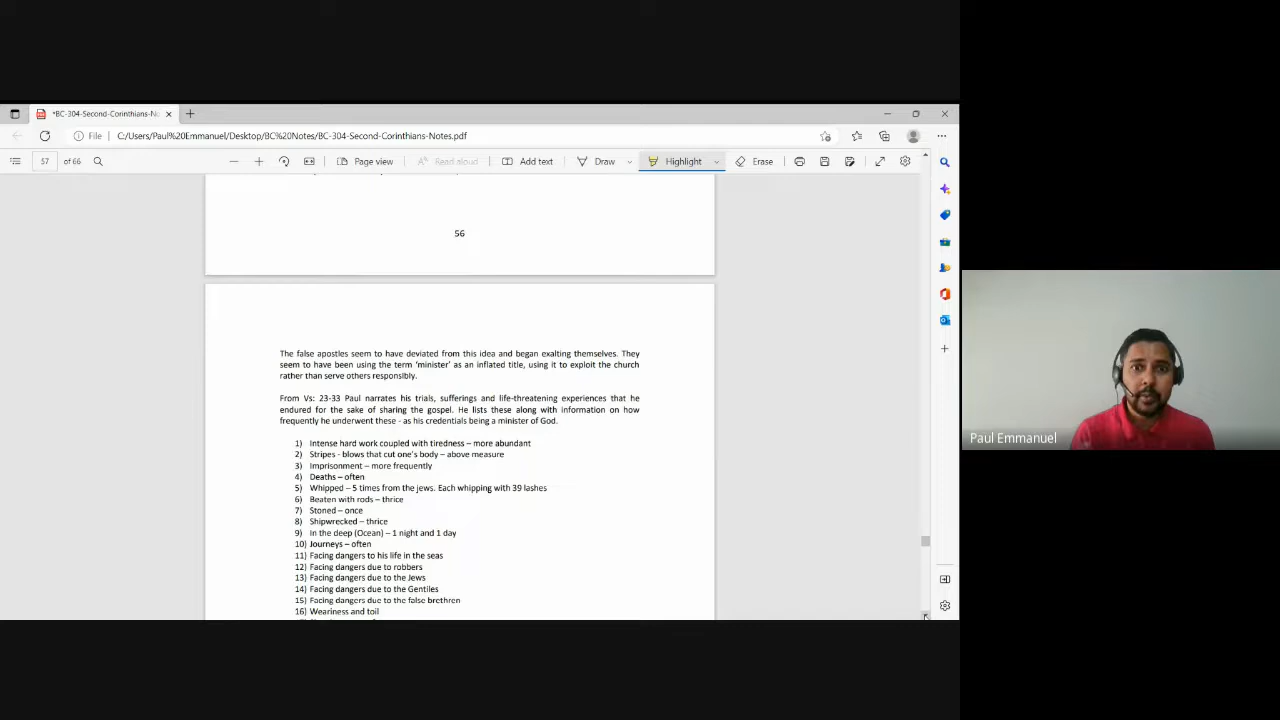 *BC-304-Second-Corinthians-No
File
C:/Users/Paul%20Emmanuel/Desktop/BC%20Notes/BC-304-Second-Corinthians-Notes.pdf
57 of 66
Page view
Read aloud
Add text
Draw
Highlight
Erase
56
The false apostles seem to have deviated from this idea and began exalting themselves. They
seem to have been using the term ‘minister’ as an inflated title, using it to exploit the church
rather than serve others responsibly.
From Vs: 23-33 Paul narrates his trials, sufferings and life-threatening experiences that he
endured for the sake of sharing the gospel. He lists these along with information on how
frequently he underwent these - as his credentials being a minister of God.
1) Intense hard work coupled with tiredness – more abundant
2) Stripes - blows that cut one's body – above measure
3) Imprisonment – more frequently
4) Deaths – often
5) Whipped – 5 times from the jews. Each whipping with 39 lashes
6) Beaten with rods – thrice
7) Stoned – once
8) Shipwrecked – thrice
9) In the deep (Ocean) – 1 night and 1 day
10) Journeys – often
11) Facing dangers to his life in the seas
12) Facing dangers due to robbers
13) Facing dangers due to the Jews
14) Facing dangers due to the Gentiles
15) Facing dangers due to the false brethren
16) Weariness and toil
Paul Emmanuel